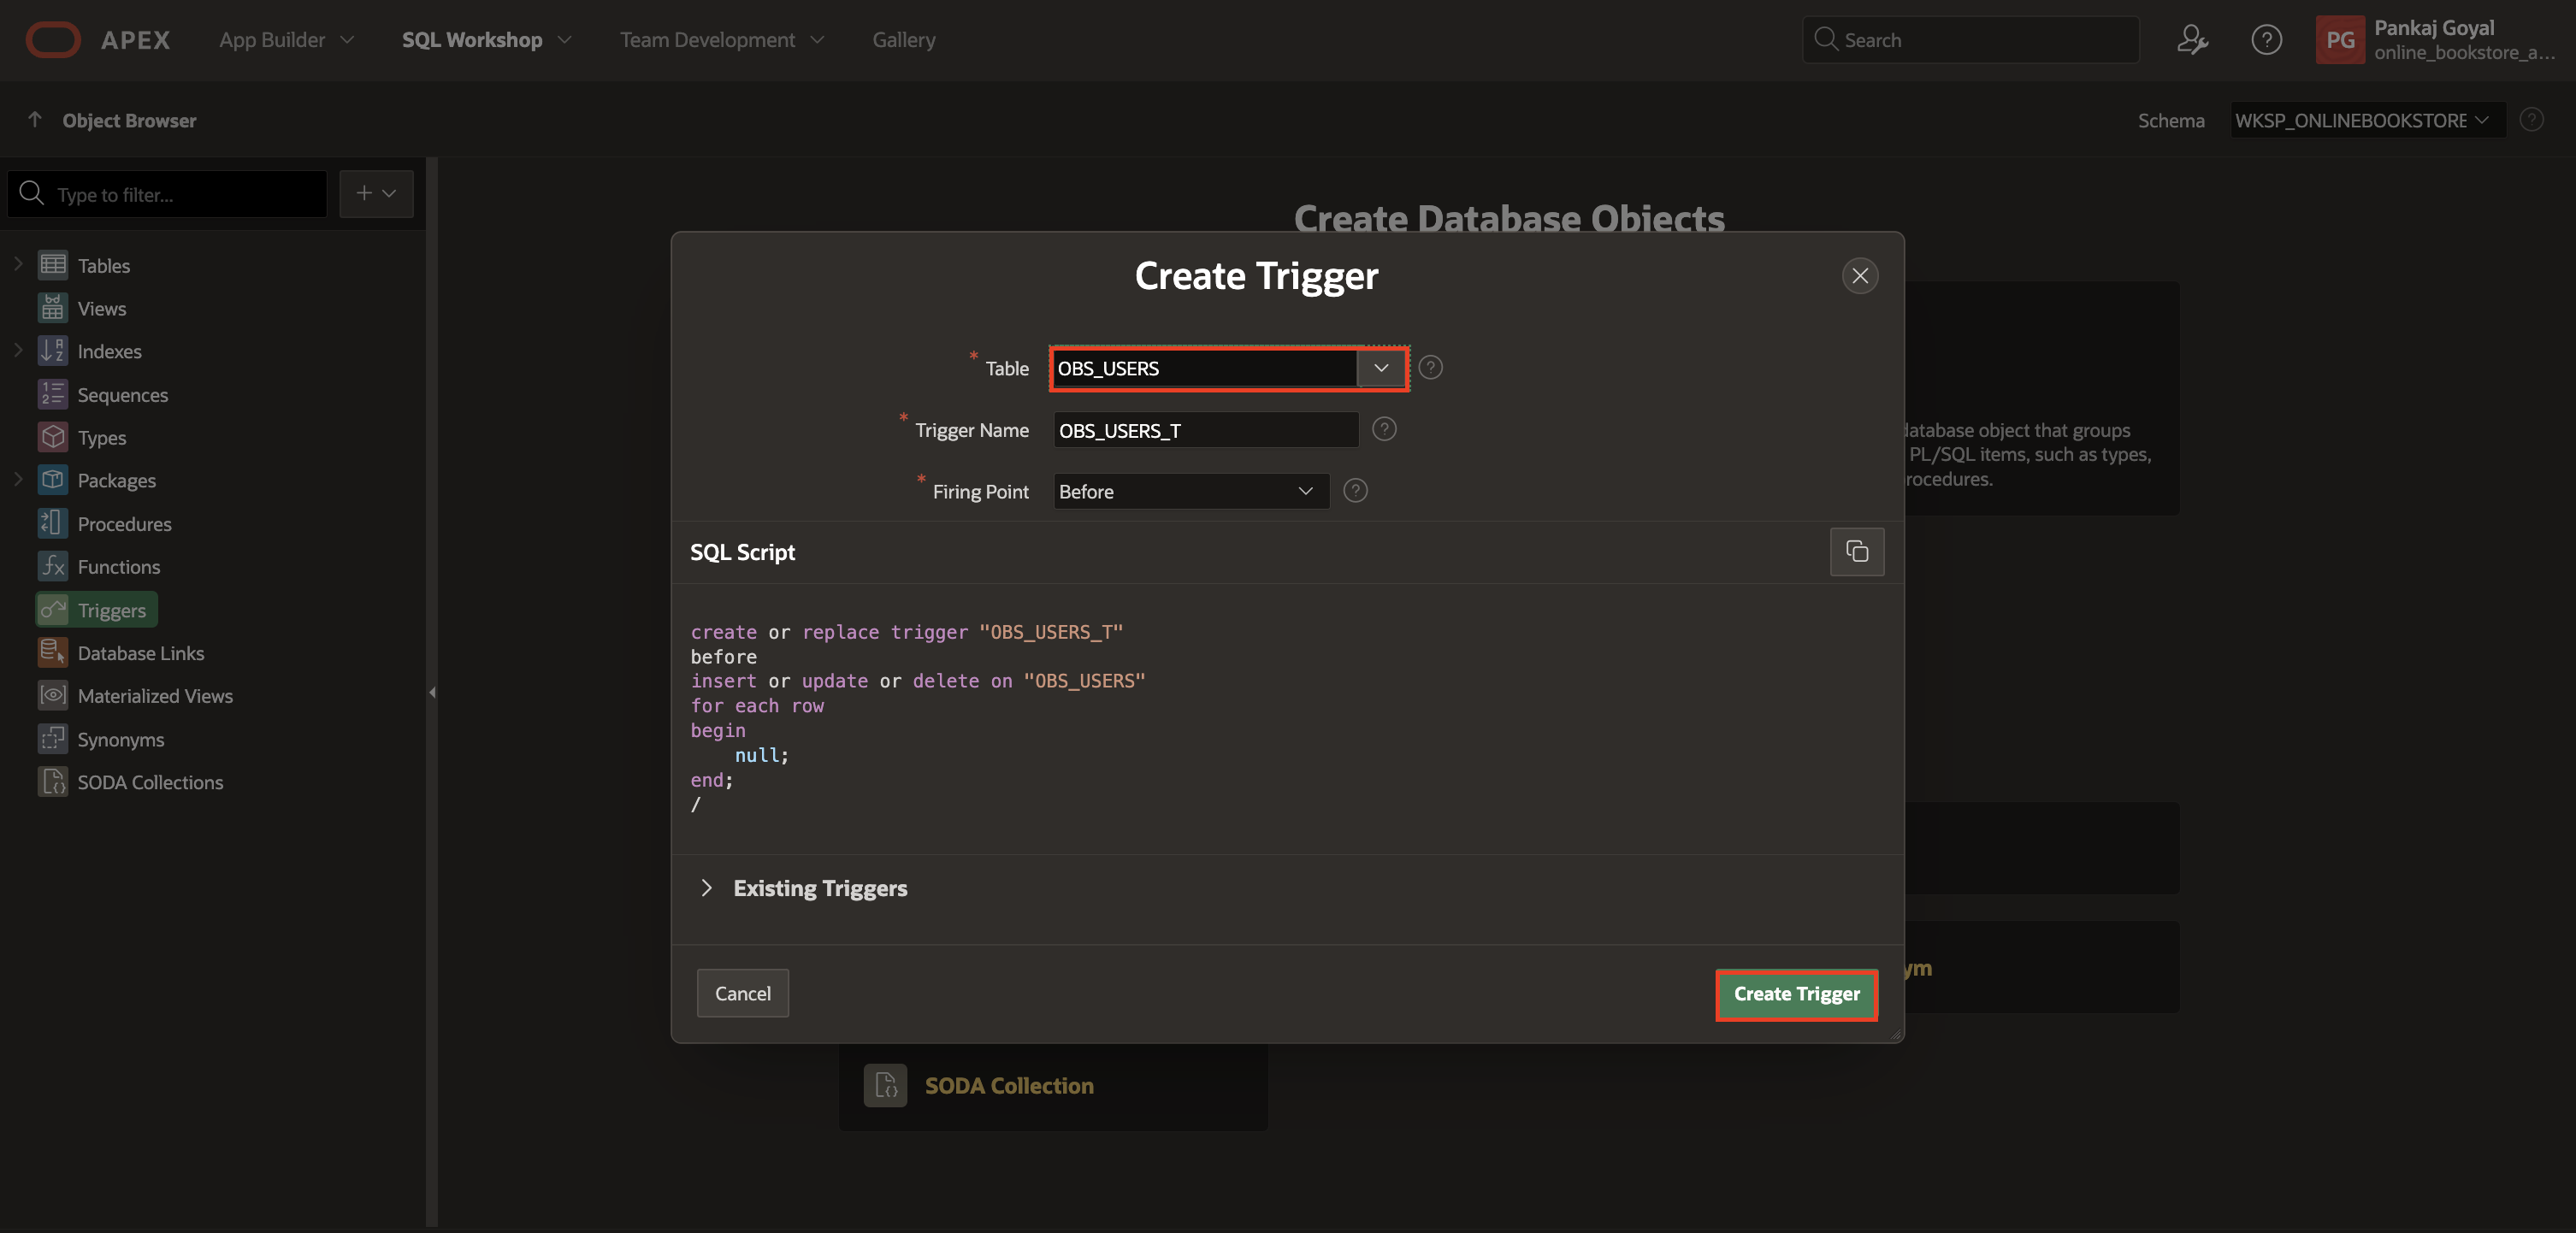 APEX
App Builder
SQL Workshop
Team Development
Gallery
Search
PG
Pankaj Goyal
online_bookstore_a...
Object Browser
Schema
WKSP_ONLINEBOOKSTORE
Type to filter...
Tables
Views
Indexes
Sequences
Types
Packages
Procedures
Functions
Triggers
Database Links
Materialized Views
Synonyms
SODA Collections
Create Database Objects
Create Trigger
* Table
OBS_USERS
* Trigger Name
OBS_USERS_T
* Firing Point
Before
database object that groups
PL/SQL items, such as types,
rocedures.
SQL Script
create or replace trigger "OBS_USERS_T"
before
insert or update or delete on "OBS_USERS"
for each row
begin
null;
end;
/
Existing Triggers
Cancel
Create Trigger
ym
SODA Collection